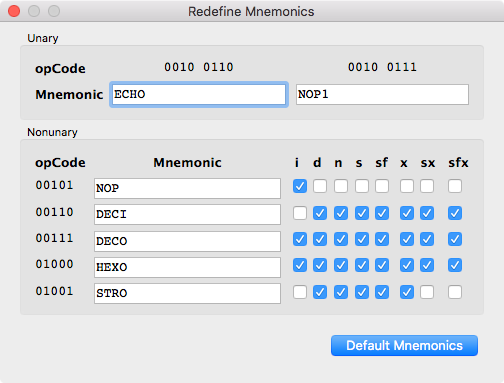 Redefine Mnemonics
Unary
opCode 0010 0110 0010 0111
Mnemonic ECHO NOP1
Nonunary
opCode Mnemonic i d n s sf x sx sfx
00101 NOP
00110 DECI
00111 DECO
01000 HEXO
01001 STRO
Default Mnemonics